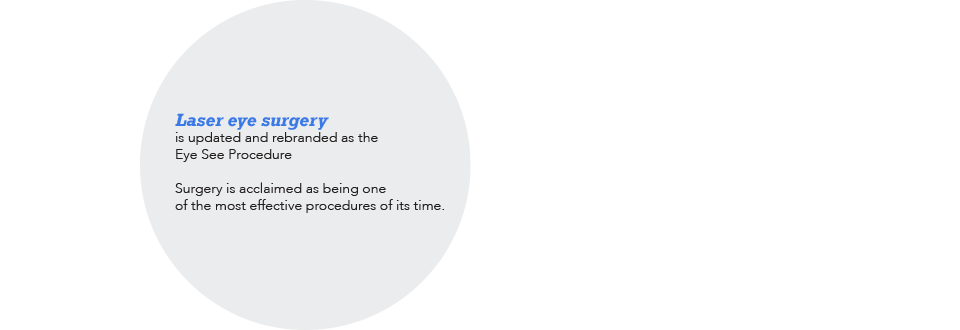 Laser eye surgery
is updated and rebranded as the
Eye See Procedure
Surgery is acclaimed as being one
of the most effective procedures of its time.